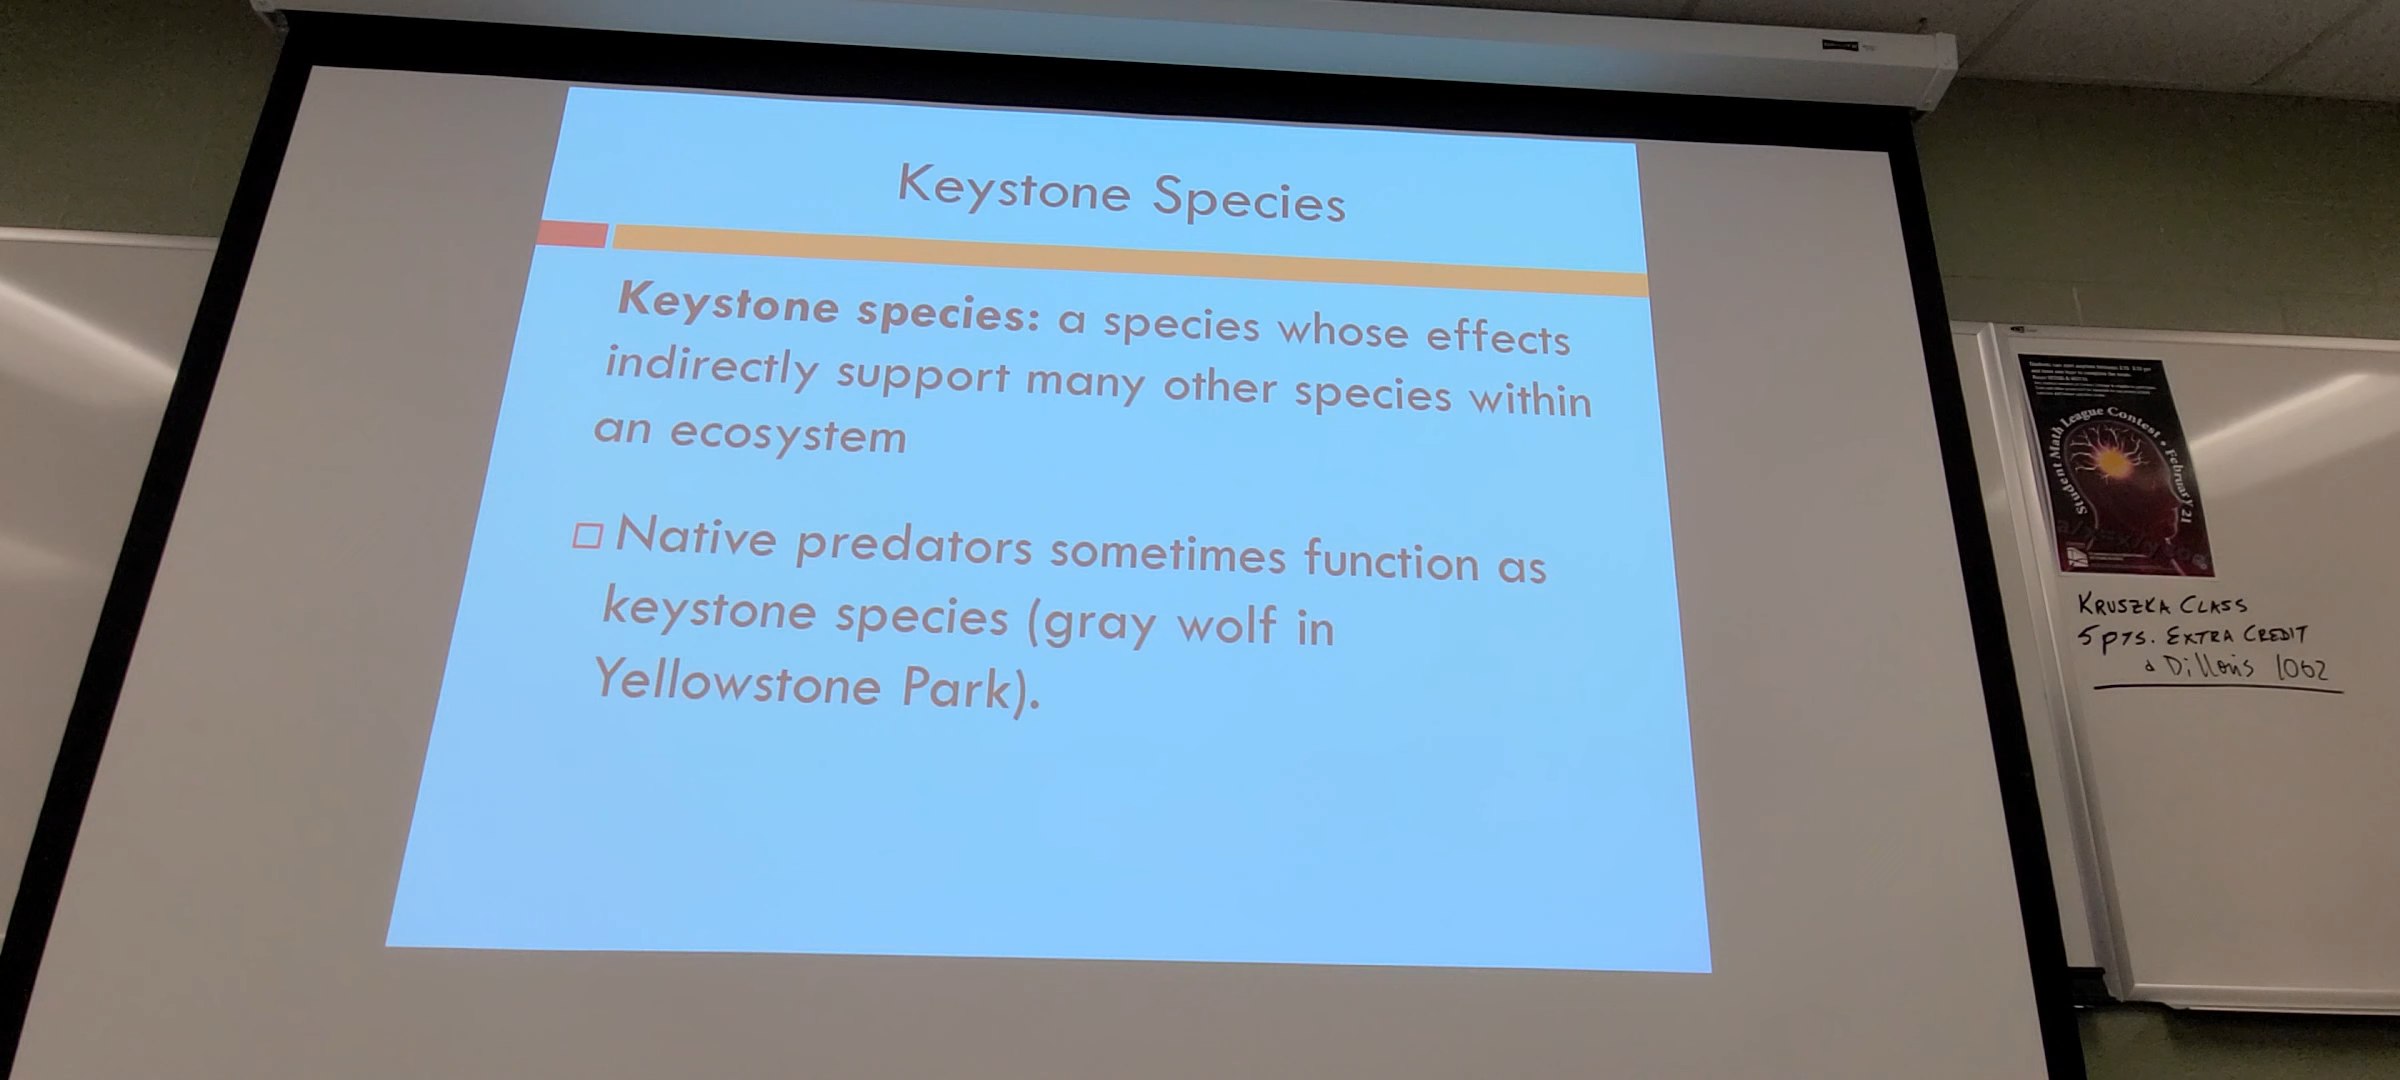 Keystone Species
Keystone species: a species whose effects
indirectly support many other species within
an ecosystem
Native predators sometimes function as
keystone species (gray wolf in
Yellowstone Park).
Student Math League Contest • February 21
KRUSZKA CLASS
5 PTS. EXTRA CREDIT
Dillon's 1062